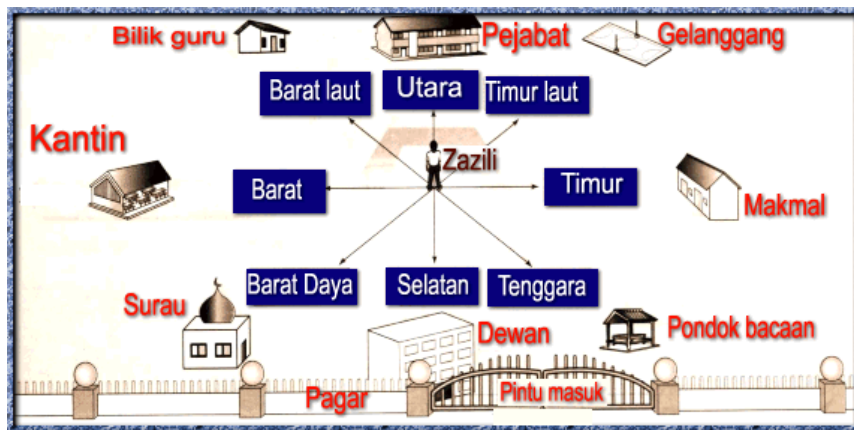 Bilik guru
Pejabat
Gelanggang
Barat laut
Utara
Timur laut
Kantin
Zazili
Barat
Timur
Makmal
Barat Daya
Selatan
Tenggara
Surau
Dewan
Pondok bacaan
Pagar
Pintu masuk